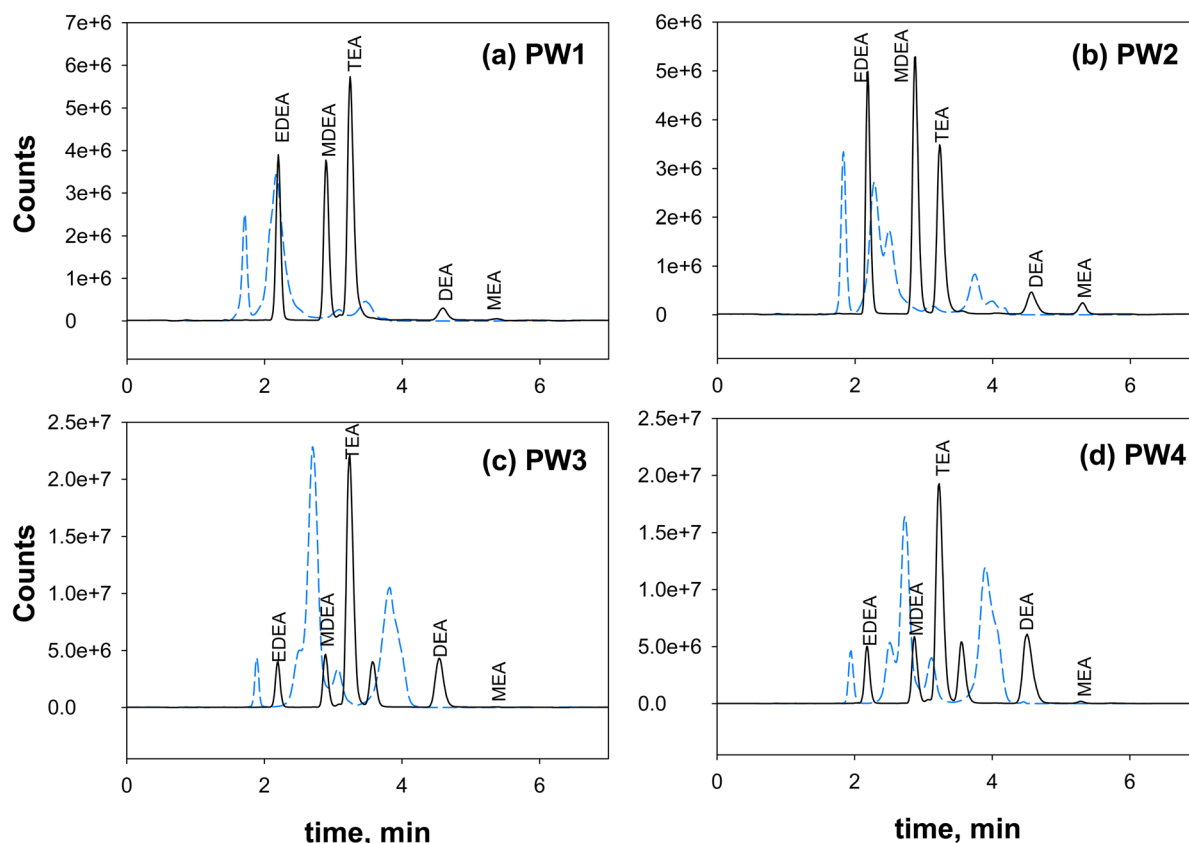 7e+6
6e+6
5e+6
4e+6
3e+6
2e+6
1e+6
0
Counts
(a) PW1
EDEA
MDEA
TEA
DEA
MEA
0
2
4
6
6e+6
5e+6
4e+6
3e+6
2e+6
1e+6
0
(b) PW2
EDEA
MDEA
TEA
DEA
MEA
0
2
4
6
2.5e+7
2.0e+7
1.5e+7
1.0e+7
5.0e+6
0.0
Counts
(c) PW3
EDEA
MDEA
TEA
DEA
MEA
0
2
4
6
time, min
2.5e+7
2.0e+7
1.5e+7
1.0e+7
5.0e+6
0.0
(d) PW4
EDEA
MDEA
TEA
DEA
MEA
0
2
4
6
time, min